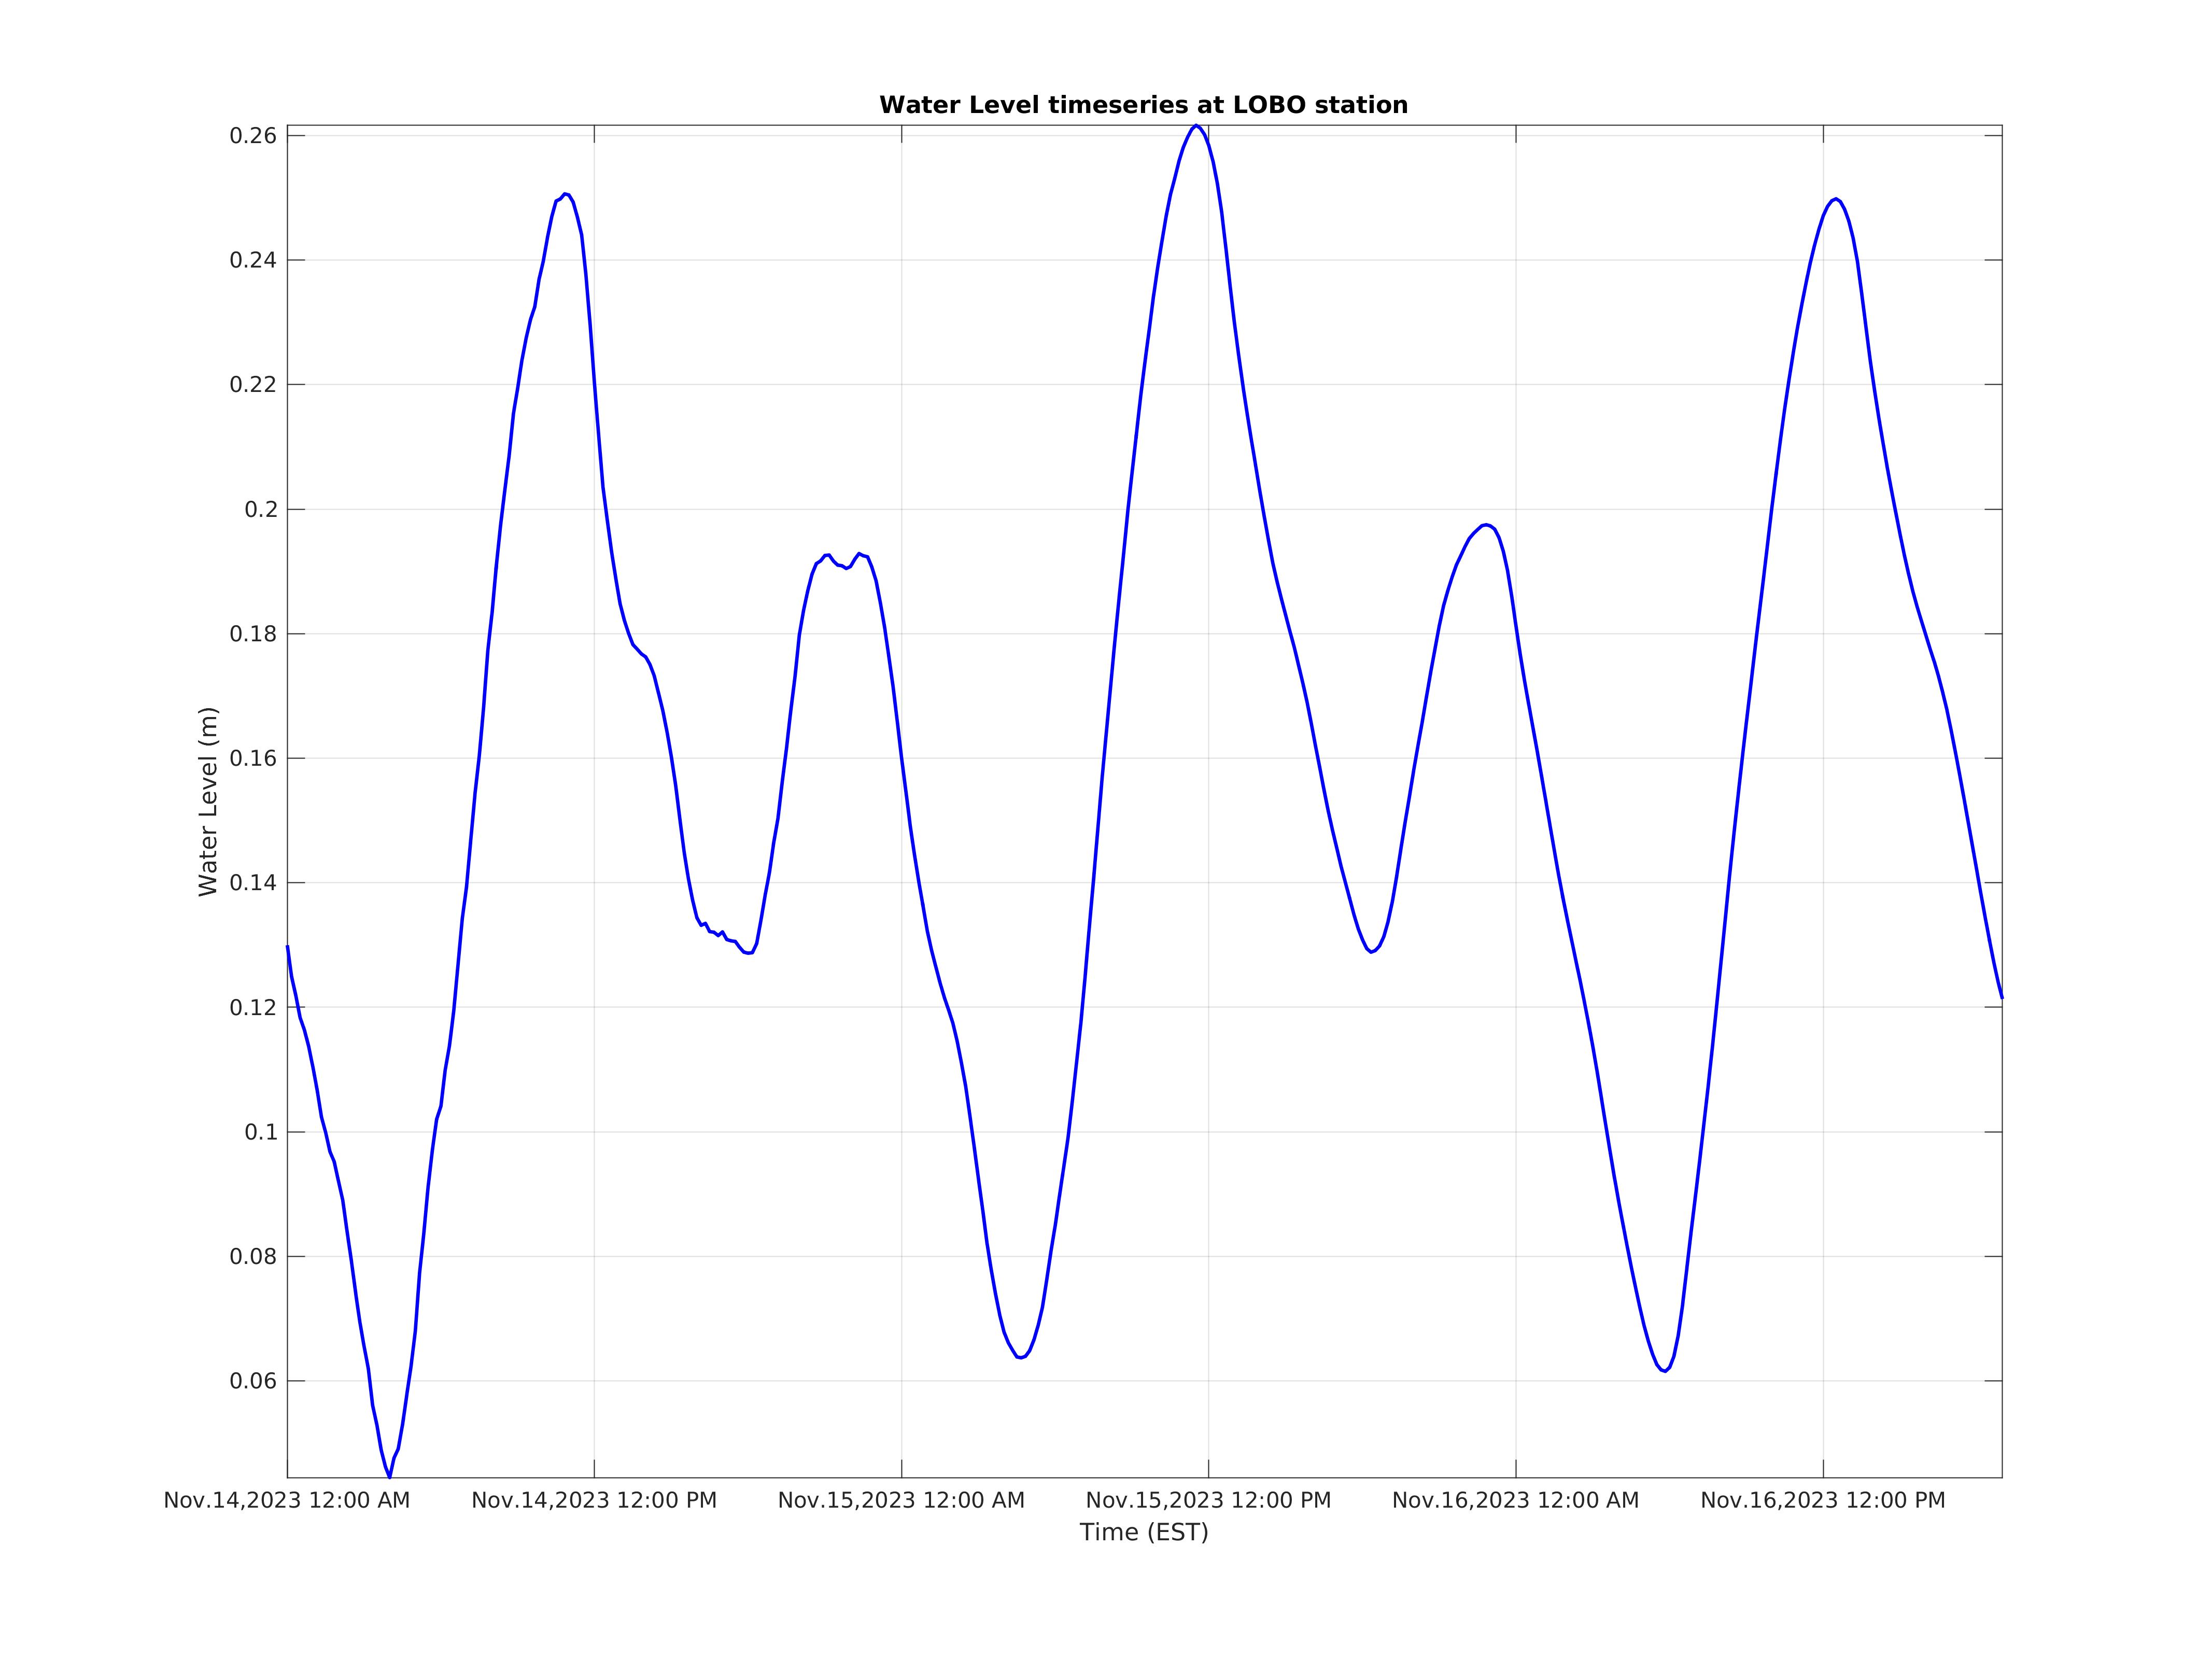 Water Level timeseries at LOBO station
0.26
0.24
0.22
0.2
0.18
0.16
0.14
0.12
0.1
0.08
0.06
Water Level (m)
Nov.14,2023 12:00 AM Nov.14,2023 12:00 PM Nov.15,2023 12:00 AM Nov.15,2023 12:00 PM Nov.16,2023 12:00 AM Nov.16,2023 12:00 PM
Time (EST)